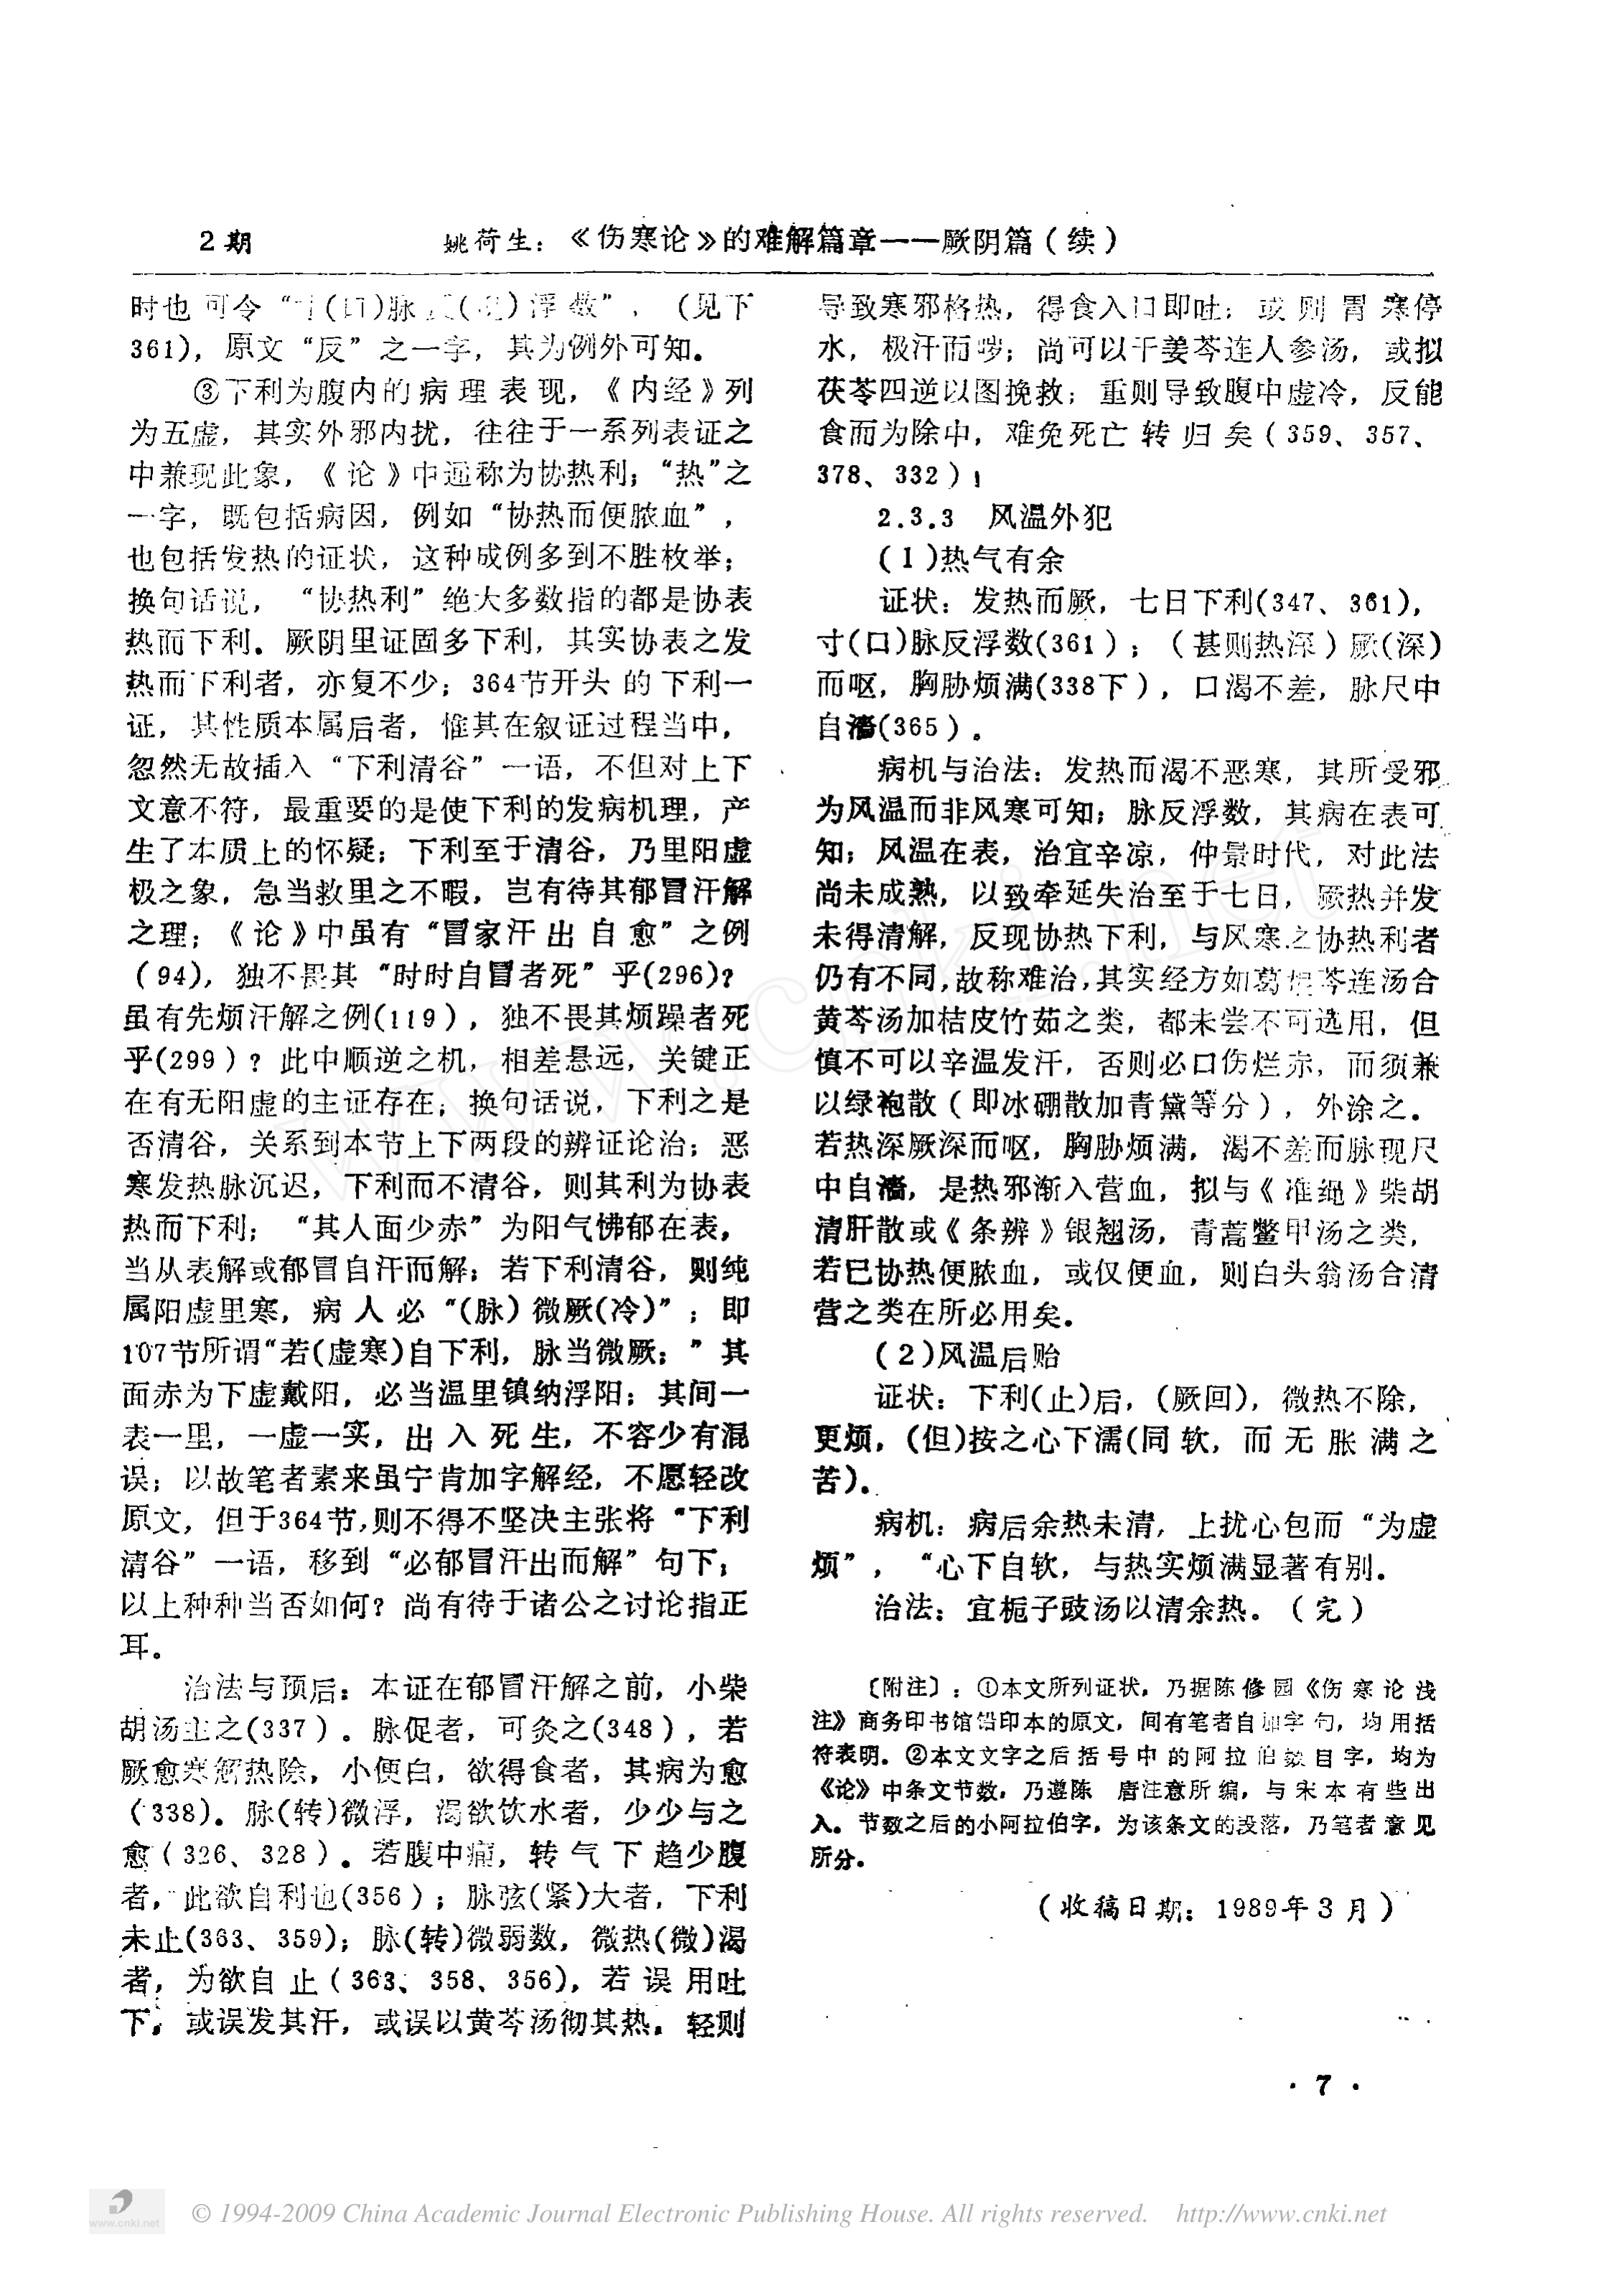 2期
姚荷生：《伤寒论》的难解篇章——厥阴篇（续）
时也可令“寸(口)脉 浮数”，（见下
361)，原文“反”之一字，其为例外可知。
③下利为腹内的病理表现，《内经》列
为五虚，其实外邪内扰，往往于一系列表证之
中兼现此象，《论》中通称为协热利；“热”之
一字，既包括病因，例如“协热而便脓血”，
也包括发热的证状，这种成例多到不胜枚举；
换句话说，“协热利”绝大多数指的都是协表
热而下利。厥阴里证固多下利，其实协表之发
热而下利者，亦复不少；364节开头的下利一
证，其性质本属后者，惟其在叙证过程当中，
忽然无故插入“下利清谷”一语，不但对上下
文意不符，最重要的是使下利的发病机理，产
生了本质上的怀疑；下利至于清谷，乃里阳虚
极之象，急当救里之不暇，岂有待其郁冒汗解
之理；《论》中虽有“冒家汗出自愈”之例
(94)，独不畏其“时时自冒者死”乎(296)?
虽有先烦汗解之例(119)，独不畏其烦躁者死
乎(299)? 此中顺逆之机，相差悬远，关键正
在有无阳虚的主证存在；换句话说，下利之是
否清谷，关系到本节上下两段的辨证论治；恶
寒发热脉沉迟，下利而不清谷，则其利为协表
热而下利；“其人面少赤”为阳气怫郁在表，
当从表解或郁冒自汗而解；若下利清谷，则纯
属阳虚里寒，病人必“(脉)微厥(冷)”；即
107节所谓“若(虚寒)自下利，脉当微厥；”其
面赤为下虚戴阳，必当温里镇纳浮阳；其间一
表一里，一虚一实，出入死生，不容少有混
误；以故笔者素来虽宁肯加字解经，不愿轻改
原文，但于364节，则不得不坚决主张将“下利
清谷”一语，移到“必郁冒汗出而解”句下；
以上种种当否如何？尚有待于诸公之讨论指正
耳。
治法与预后：本证在郁冒汗解之前，小柴
胡汤主之(337)。脉促者，可灸之(348)，若
厥愈寒解热除，小便白，欲得食者，其病为愈
(338)。脉(转)微浮，渴欲饮水者，少少与之
愈(326、328)。若腹中痛，转气下趋少腹
者，此欲自利也(356)；脉弦(紧)大者，下利
未止(363、359)；脉(转)微弱数，微热(微)渴
者，为欲自止(363、358、356)，若误用吐
下，或误发其汗，或误以黄芩汤彻其热。轻则
导致寒邪格热，得食入口即吐；或则胃寒停
水，极汗而哕；尚可以干姜芩连人参汤，或拟
茯苓四逆以图挽救；重则导致腹中虚冷，反能
食而为除中，难免死亡转归矣(359、357、
378、332)！
2.3.3 风温外犯
(1)热气有余
证状：发热而厥，七日下利(347、361)，
寸(口)脉反浮数(361)；（甚则热深）厥(深)
而呕，胸胁烦满(338下)，口渴不差，脉尺中
自濇(365)。
病机与治法：发热而渴不恶寒，其所受邪
为风温而非风寒可知；脉反浮数，其病在表可
知；风温在表，治宜辛凉，仲景时代，对此法
尚未成熟，以致牵延失治至于七日，厥热并发
未得清解，反现协热下利，与风寒之协热利者
仍有不同，故称难治，其实经方如葛根芩连汤合
黄芩汤加桔皮竹茹之类，都未尝不可选用，但
慎不可以辛温发汗，否则必口伤烂赤，而须兼
以绿袍散（即冰硼散加青黛等分），外涂之。
若热深厥深而呕，胸胁烦满，渴不差而脉现尺
中自濇，是热邪渐入营血，拟与《准绳》柴胡
清肝散或《条辨》银翘汤，青蒿鳖甲汤之类，
若已协热便脓血，或仅便血，则白头翁汤合清
营之类在所必用矣。
(2)风温后贻
证状：下利(止)后，(厥回)，微热不除，
更烦，(但)按之心下濡(同软，而无胀满之
苦)。
病机：病后余热未清，上扰心包而“为虚
烦”，“心下自软，与热实烦满显著有别。
治法：宜栀子豉汤以清余热。（完）
〔附注〕：①本文所列证状，乃据陈修园《伤寒论浅
注》商务印书馆铅印本的原文，间有笔者自加字句，均用括
符表明。②本文文字之后括号中的阿拉伯数目字，均为
《论》中条文节数，乃遵陈 唐注意所编，与宋本有些出
入。节数之后的小阿拉伯字，为该条文的段落，乃笔者意见
所分。
（收稿日期：1989年3月）
·7·
www.cnki.net
www.cnki.net
© 1994-2009 China Academic Journal Electronic Publishing House. All rights reserved. http://www.cnki.net